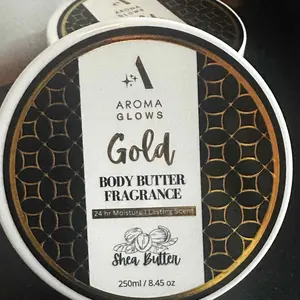 AROMA
GLOWS
Gold
BODY BUTTER
FRAGRANCE
24 hr Moisture | Lasting Scent
Shea Butter
250ml / 8.45 oz